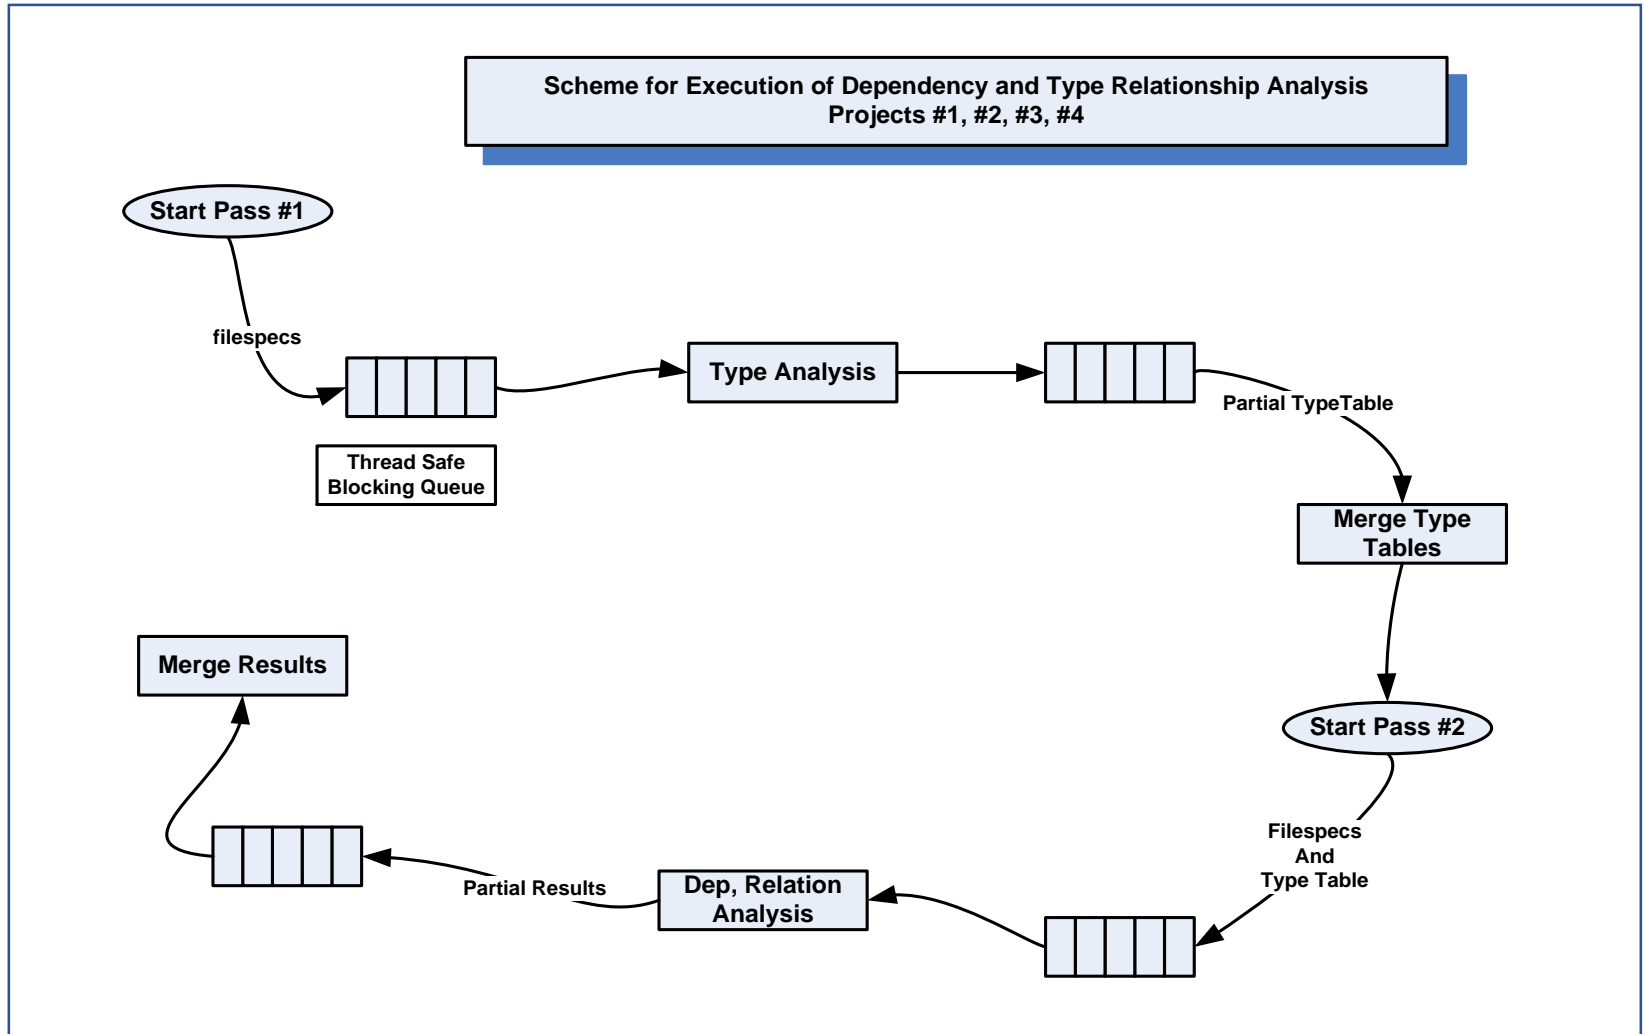 Scheme for Execution of Dependency and Type Relationship Analysis
Projects #1, #2, #3, #4
Start Pass #1
filespecs
Type Analysis
Partial TypeTable
Thread Safe
Blocking Queue
Merge Type
Tables
Merge Results
Start Pass #2
Filespecs
And
Type Table
Partial Results
Dep, Relation
Analysis